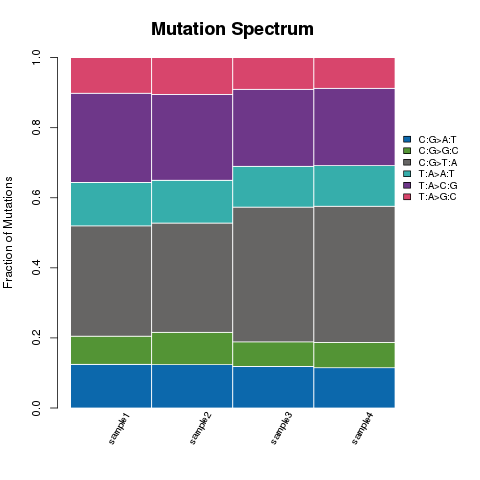 Mutation Spectrum
Fraction of Mutations
1.0
0.8
0.6
0.4
0.2
0.0
sample1
sample2
sample3
sample4
C:G>A:T
C:G>G:C
C:G>T:A
T:A>A:T
T:A>C:G
T:A>G:C